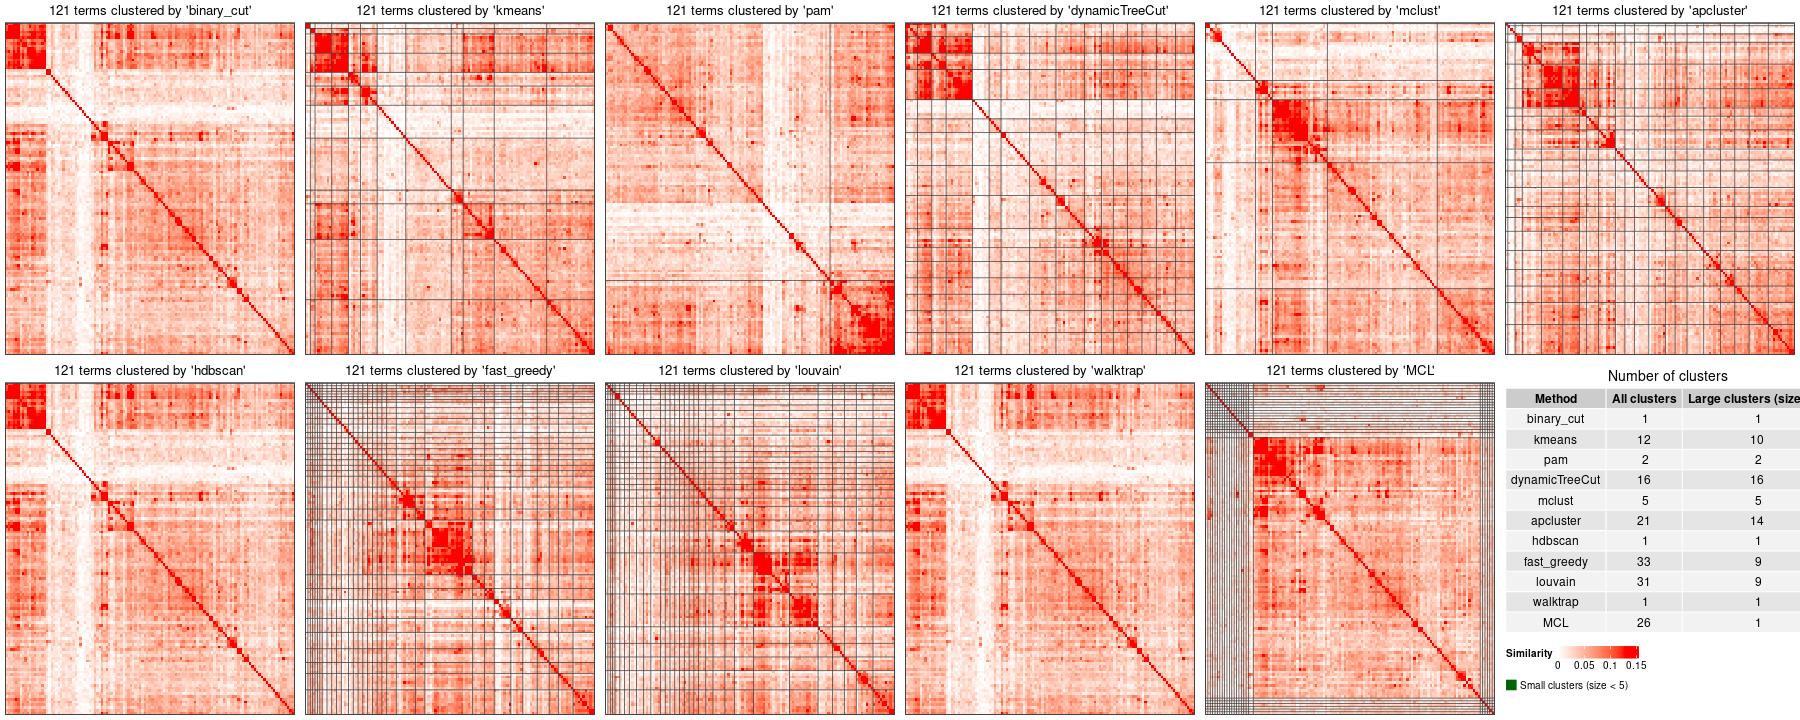 121 terms clustered by 'binary_cut'
121 terms clustered by 'kmeans'
121 terms clustered by 'pam'
121 terms clustered by 'dynamicTreeCut'
121 terms clustered by 'mclust'
121 terms clustered by 'apcluster'
121 terms clustered by 'hdbscan'
121 terms clustered by 'fast_greedy'
121 terms clustered by 'louvain'
121 terms clustered by 'walktrap'
121 terms clustered by 'MCL'
Number of clusters
Method All clusters Large clusters (size
binary_cut 1 1
kmeans 12 10
pam 2 2
dynamicTreeCut 16 16
mclust 5 5
apcluster 21 14
hdbscan 1 1
fast_greedy 33 9
louvain 31 9
walktrap 1 1
MCL 26 1
Similarity
0 0.05 0.1 0.15
Small clusters (size < 5)